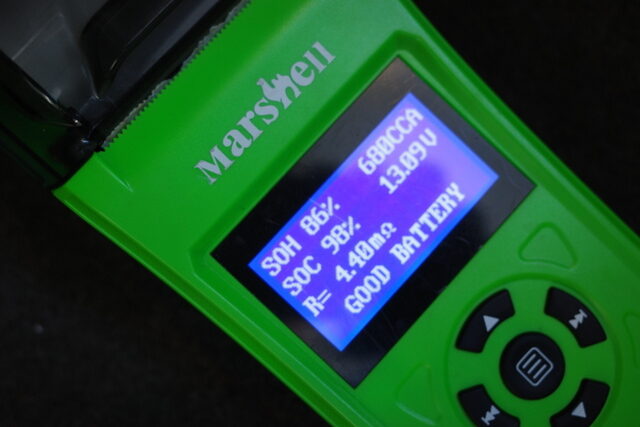 Marshell
SOH 86% 680CCA
SOC 98% 13.09V
R= 4.40mΩ
GOOD BATTERY